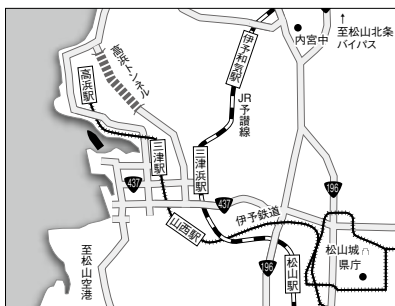 ↑
至松山北条
バイパス
内宮中
伊予和気駅
高浜トンネル
高浜駅
JR
予讃線
三津駅
三津浜駅
437
437
196
伊予鉄道
山西駅
松山城
県庁
196
松山駅
至松山空港